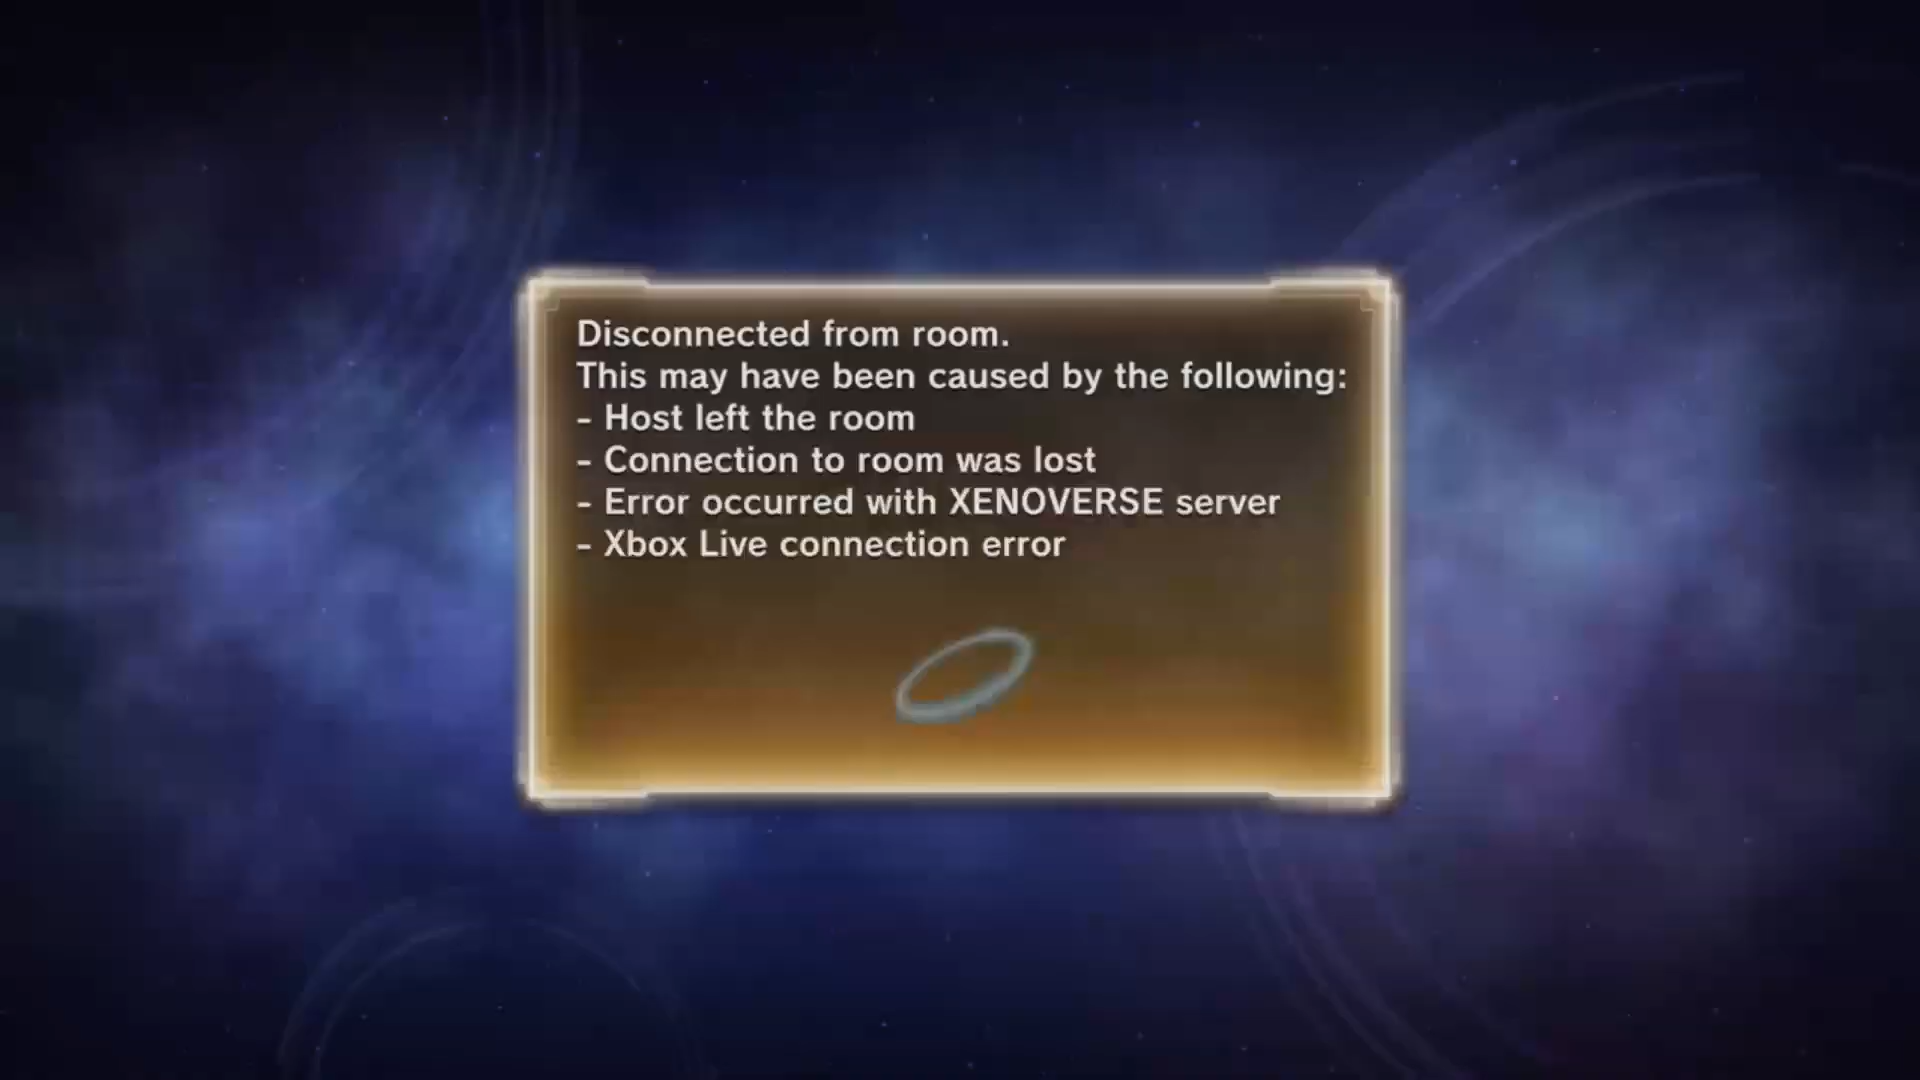 Disconnected from room.
This may have been caused by the following:
- Host left the room
- Connection to room was lost
- Error occurred with XENOVERSE server
- Xbox Live connection error